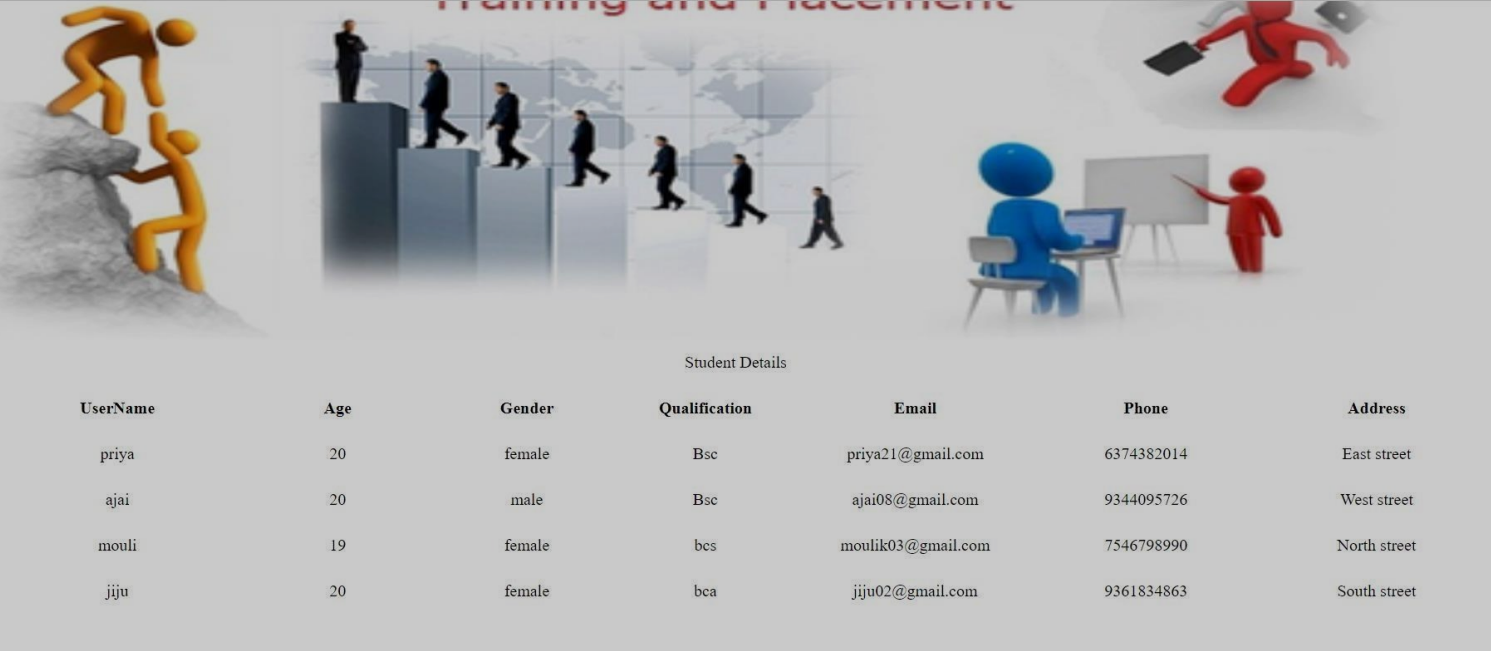 Training and Placement
Student Details
UserName Age Gender Qualification Email Phone Address
priya 20 female Bsc priya21@gmail.com 6374382014 East street
ajai 20 male Bsc ajai08@gmail.com 9344095726 West street
mouli 19 female bcs moulik03@gmail.com 7546798990 North street
jiju 20 female bca jiju02@gmail.com 9361834863 South street